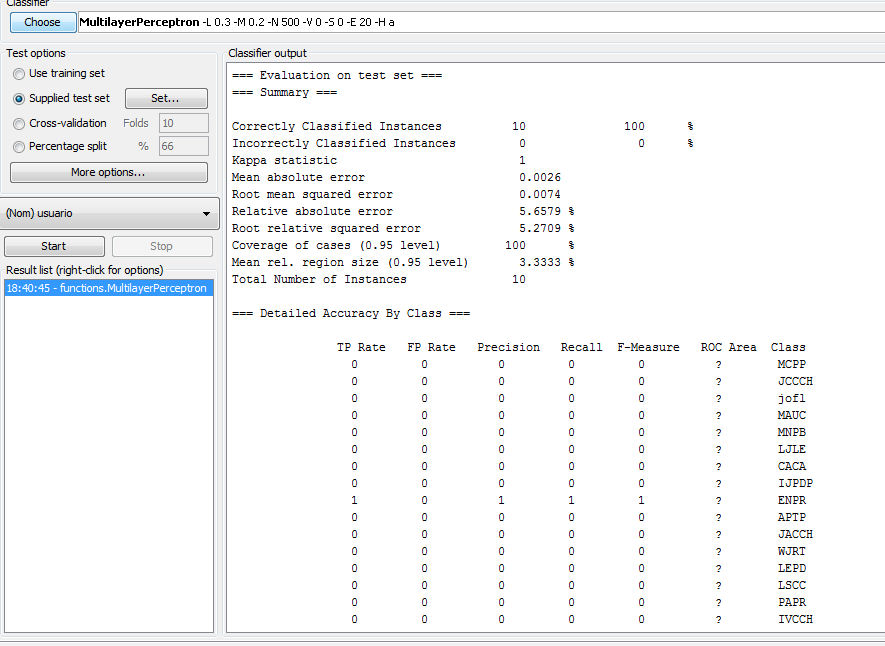 Classifier
Choose MultilayerPerceptron -L 0.3 -M 0.2 -N 500 -V 0 -S 0 -E 20 -H a
Test options
Use training set
Supplied test set Set...
Cross-validation Folds 10
Percentage split % 66
More options...
(Nom) usuario
Start Stop
Result list (right-click for options)
18:40:45 - functions.MultilayerPerceptron
Classifier output
=== Evaluation on test set ===
=== Summary ===
Correctly Classified Instances 10 100 %
Incorrectly Classified Instances 0 0 %
Kappa statistic 1
Mean absolute error 0.0026
Root mean squared error 0.0074
Relative absolute error 5.6579 %
Root relative squared error 5.2709 %
Coverage of cases (0.95 level) 100 %
Mean rel. region size (0.95 level) 3.3333 %
Total Number of Instances 10
=== Detailed Accuracy By Class ===
TP Rate FP Rate Precision Recall F-Measure ROC Area Class
0 0 0 0 0 ? MCPP
0 0 0 0 0 ? JCCCH
0 0 0 0 0 ? jofl
0 0 0 0 0 ? MAUC
0 0 0 0 0 ? MNPB
0 0 0 0 0 ? LJLE
0 0 0 0 0 ? CACA
0 0 0 0 0 ? IJPDP
1 0 1 1 1 ? ENPR
0 0 0 0 0 ? APTP
0 0 0 0 0 ? JACCH
0 0 0 0 0 ? WJRT
0 0 0 0 0 ? LEPD
0 0 0 0 0 ? LSCC
0 0 0 0 0 ? PAPR
0 0 0 0 0 ? IVCCH